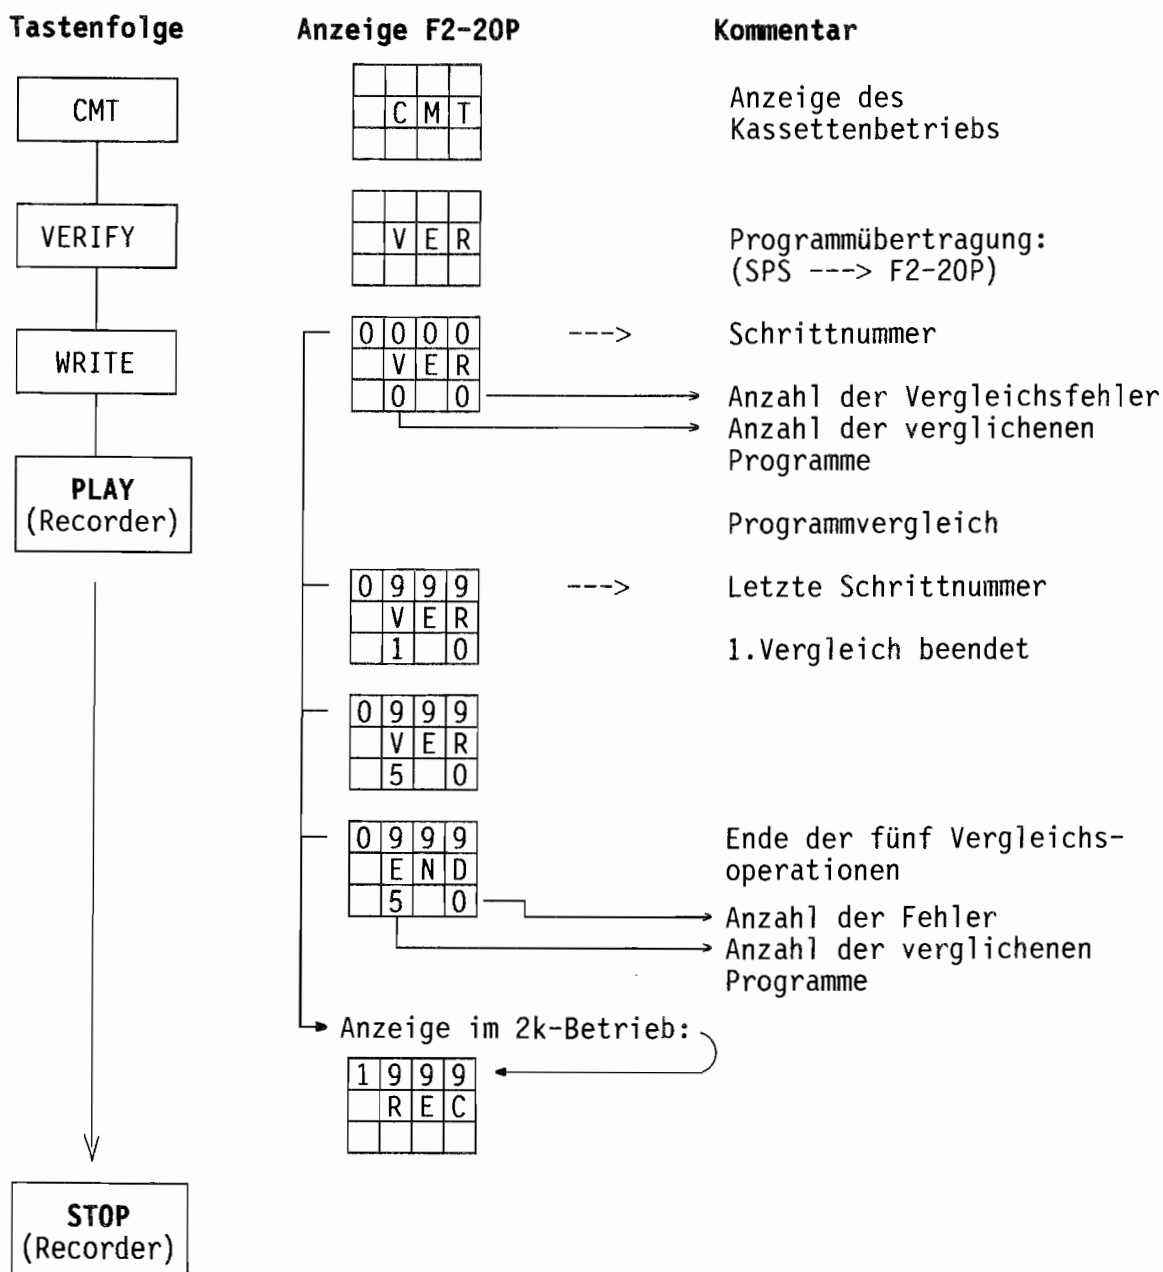 Tastenfolge Anzeige F2-20P Kommentar
CMT
C M T
Anzeige des
Kassettenbetriebs
VERIFY
V E R
Programmübertragung:
(SPS ---> F2-20P)
WRITE
0 0 0 0 ---> Schrittnummer
V E R
0 0 Anzahl der Vergleichsfehler
Anzahl der verglichenen
Programme
PLAY
(Recorder)
Programmvergleich
0 9 9 9 ---> Letzte Schrittnummer
V E R
1 0 1.Vergleich beendet
0 9 9 9
V E R
5 0
0 9 9 9 Ende der fünf Vergleichs-
E N D operationen
5 0 Anzahl der Fehler
Anzahl der verglichenen
Programme
Anzeige im 2k-Betrieb:
1 9 9 9
R E C
STOP
(Recorder)